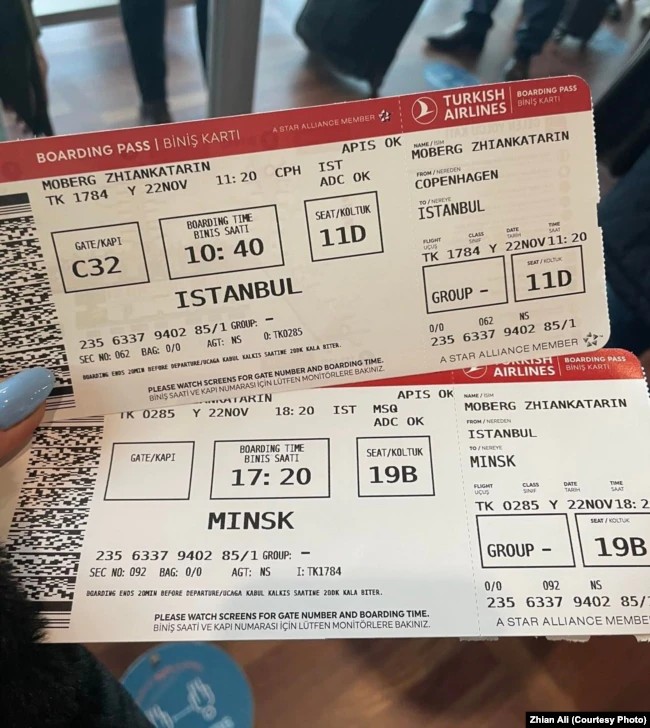 BOARDING PASS | BİNİŞ KARTI
A STAR ALLIANCE MEMBER
MOBERG ZHIANKATARIN
APIS OK
TK 1784 Y 22NOV 11:20 CPH IST
ADC OK
GATE/KAPI
C32
BOARDING TIME
BINIS SAATI
10:40
SEAT/KOLTUK
11D
ISTANBUL
235 6337 9402 85/1 GROUP: -
SEC NO: 062 BAG: 0/0 AGT: NS O: TK0285
BOARDING ENDS 20MIN BEFORE DEPARTURE/UCAGA KABUL KALKIS SAATINE 20DK KALA BITER.
PLEASE WATCH SCREENS FOR GATE NUMBER AND BOARDING TIME.
BİNİŞ SAATİ VE KAPI NUMARASI İÇİN LÜTFEN MONİTÖRLERE BAKINIZ.
TURKISH
AIRLINES
BOARDING PASS
BİNİŞ KARTI
NAME / İSİM
MOBERG ZHIANKATARIN
FROM / NEREDEN
COPENHAGEN
TO / NEREYE
ISTANBUL
FLIGHT CLASS DATE TIME
UÇUŞ SINIF TARİH SAAT
TK 1784 Y 22NOV 11:20
GROUP -
SEAT / KOLTUK
11D
0/0 062 NS
235 6337 9402 85/1
A STAR ALLIANCE MEMBER
APIS OK
TK 0285 Y 22NOV 18:20 IST MSQ
ADC OK
GATE/KAPI
BOARDING TIME
BINIS SAATI
17:20
SEAT/KOLTUK
19B
MINSK
235 6337 9402 85/1 GROUP: -
SEC NO: 092 BAG: 0/0 AGT: NS I: TK1784
BOARDING ENDS 20MIN BEFORE DEPARTURE/UCAGA KABUL KALKIS SAATINE 20DK KALA BITER.
PLEASE WATCH SCREENS FOR GATE NUMBER AND BOARDING TIME.
BİNİŞ SAATİ VE KAPI NUMARASI İÇİN LÜTFEN MONİTÖRLERE BAKINIZ.
AIRLINES
BOARDING PASS
BİNİŞ KARTI
NAME / İSİM
MOBERG ZHIANKATARIN
FROM / NEREDEN
ISTANBUL
TO / NEREYE
MINSK
FLIGHT CLASS DATE TIME
UÇUŞ SINIF TARİH SAAT
TK 0285 Y 22NOV 18:2
GROUP -
SEAT / KOLTUK
19B
0/0 092 NS
235 6337 9402 85/
A STAR ALLIANCE MEMBE
Zhian Ali (Courtesy Photo)